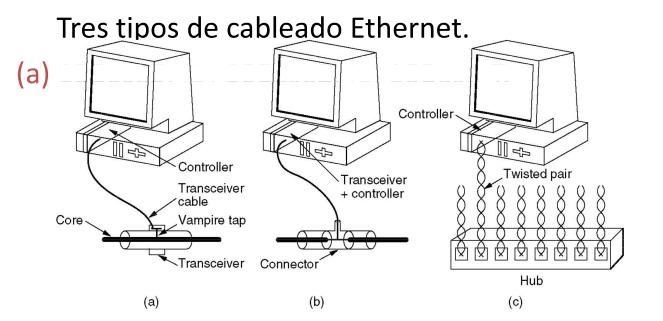 Tres tipos de cableado Ethernet.
(a)
Controller
Transceiver
cable
Vampire tap
Core
Transceiver
(a)
Transceiver
+ controller
Connector
(b)
Controller
Twisted pair
Hub
(c)